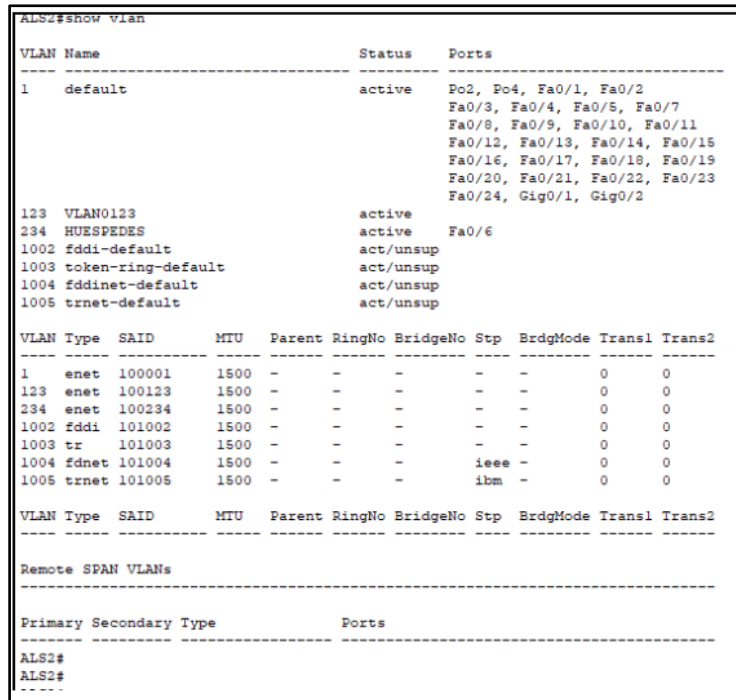 ALS2#show vlan
VLAN Name Status Ports
---- -------------------------------- --------- -------------------------------
1 default active Po2, Po4, Fa0/1, Fa0/2
Fa0/3, Fa0/4, Fa0/5, Fa0/7
Fa0/8, Fa0/9, Fa0/10, Fa0/11
Fa0/12, Fa0/13, Fa0/14, Fa0/15
Fa0/16, Fa0/17, Fa0/18, Fa0/19
Fa0/20, Fa0/21, Fa0/22, Fa0/23
Fa0/24, Gig0/1, Gig0/2
123 VLAN0123 active
234 HUESPEDES active Fa0/6
1002 fddi-default act/unsup
1003 token-ring-default act/unsup
1004 fddinet-default act/unsup
1005 trnet-default act/unsup
VLAN Type SAID MTU Parent RingNo BridgeNo Stp BrdgMode Trans1 Trans2
---- ----- ---------- ----- ------ ------ -------- ---- -------- ------ ------
1 enet 100001 1500 - - - - - 0 0
123 enet 100123 1500 - - - - - 0 0
234 enet 100234 1500 - - - - - 0 0
1002 fddi 101002 1500 - - - - - 0 0
1003 tr 101003 1500 - - - - - 0 0
1004 fdnet 101004 1500 - - - ieee - 0 0
1005 trnet 101005 1500 - - - ibm - 0 0
VLAN Type SAID MTU Parent RingNo BridgeNo Stp BrdgMode Trans1 Trans2
---- ----- ---------- ----- ------ ------ -------- ---- -------- ------ ------
Remote SPAN VLANs
------------------------------------------------------------------------------
Primary Secondary Type Ports
------- --------- ----------------- ------------------------------------------
ALS2#
ALS2#